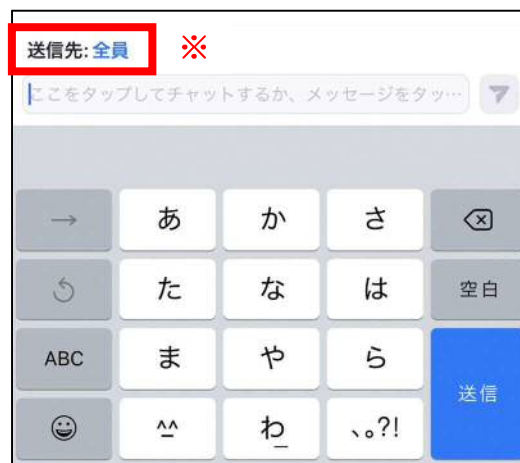 送信先: 全員 ※
ここをタップしてチャットするか、メッセージをタッ…
→ あ か さ
た な は 空白
ABC ま や ら 送信
^^ わ 、。?!